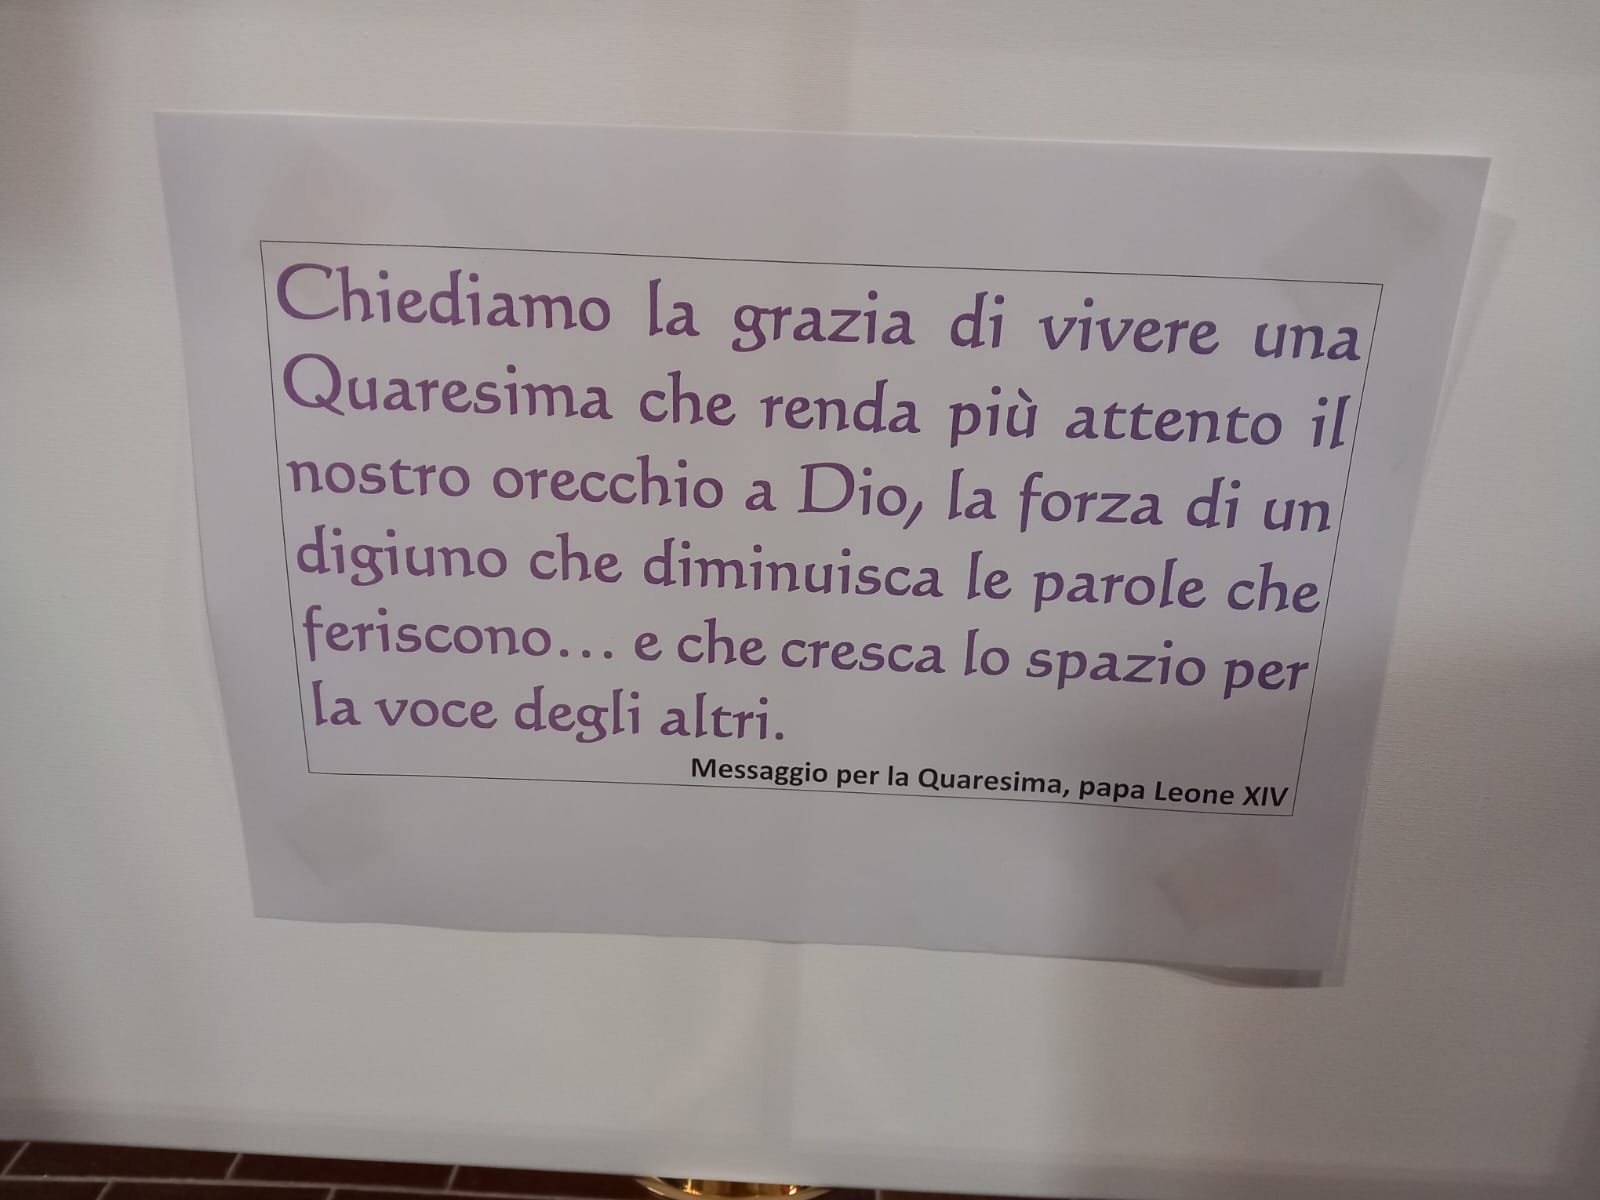 Chiediamo la grazia di vivere una
Quaresima che renda più attento il
nostro orecchio a Dio, la forza di un
digiuno che diminuisca le parole che
feriscono... e che cresca lo spazio per
la voce degli altri.
Messaggio per la Quaresima, papa Leone XIV